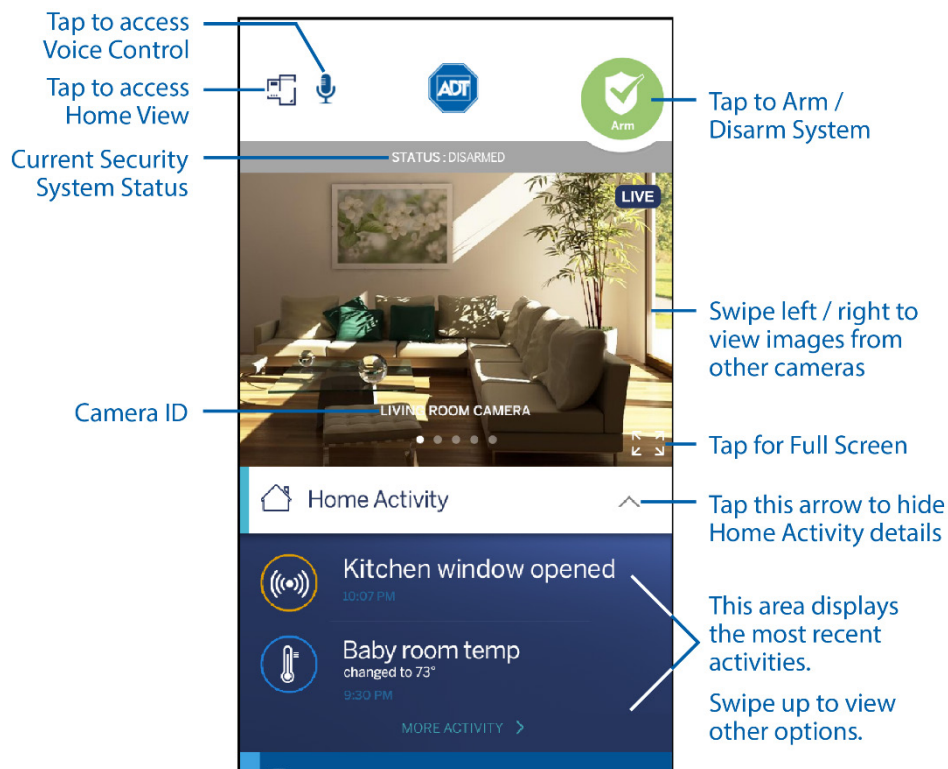 Tap to access
Voice Control
Tap to access
Home View
Current Security
System Status
Camera ID
ADT
Arm
STATUS : DISARMED
LIVE
LIVING ROOM CAMERA
Home Activity
Kitchen window opened
10:07 PM
Baby room temp
changed to 73°
9:30 PM
MORE ACTIVITY >
Tap to Arm /
Disarm System
Swipe left / right to
view images from
other cameras
Tap for Full Screen
Tap this arrow to hide
Home Activity details
This area displays
the most recent
activities.
Swipe up to view
other options.